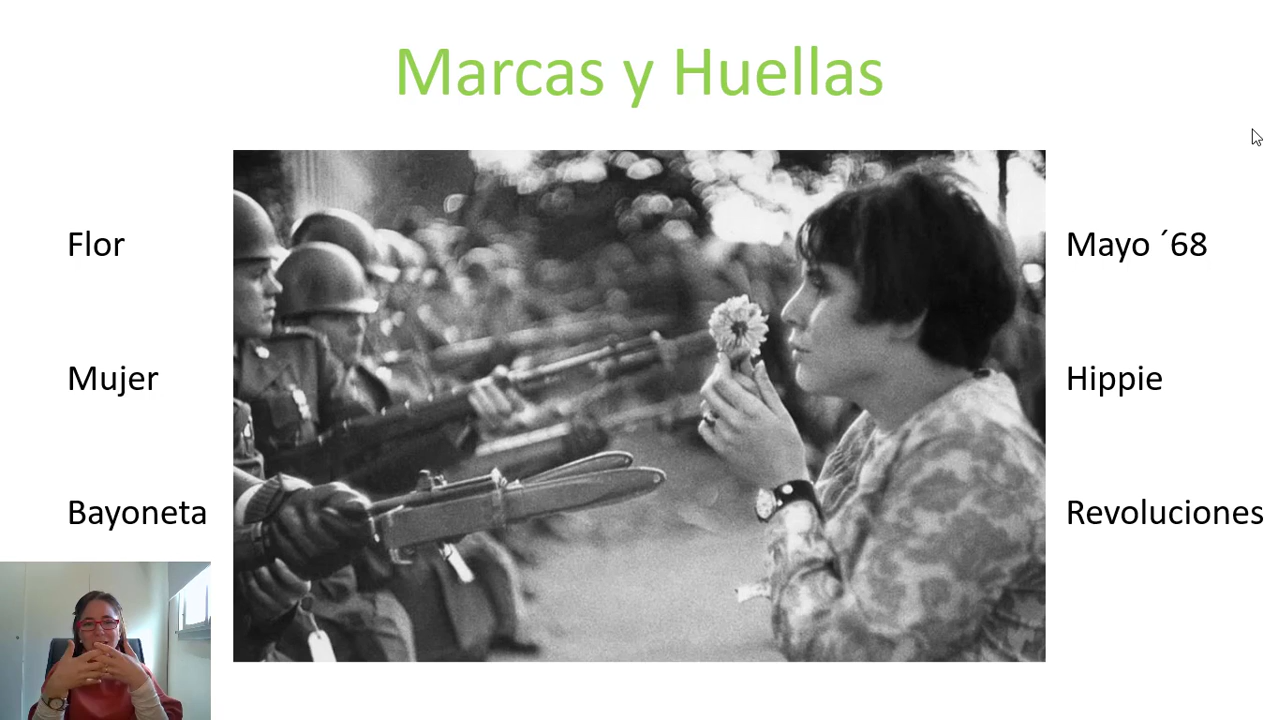 Marcas y Huellas
Flor
Mujer
Bayoneta
Mayo ´68
Hippie
Revoluciones